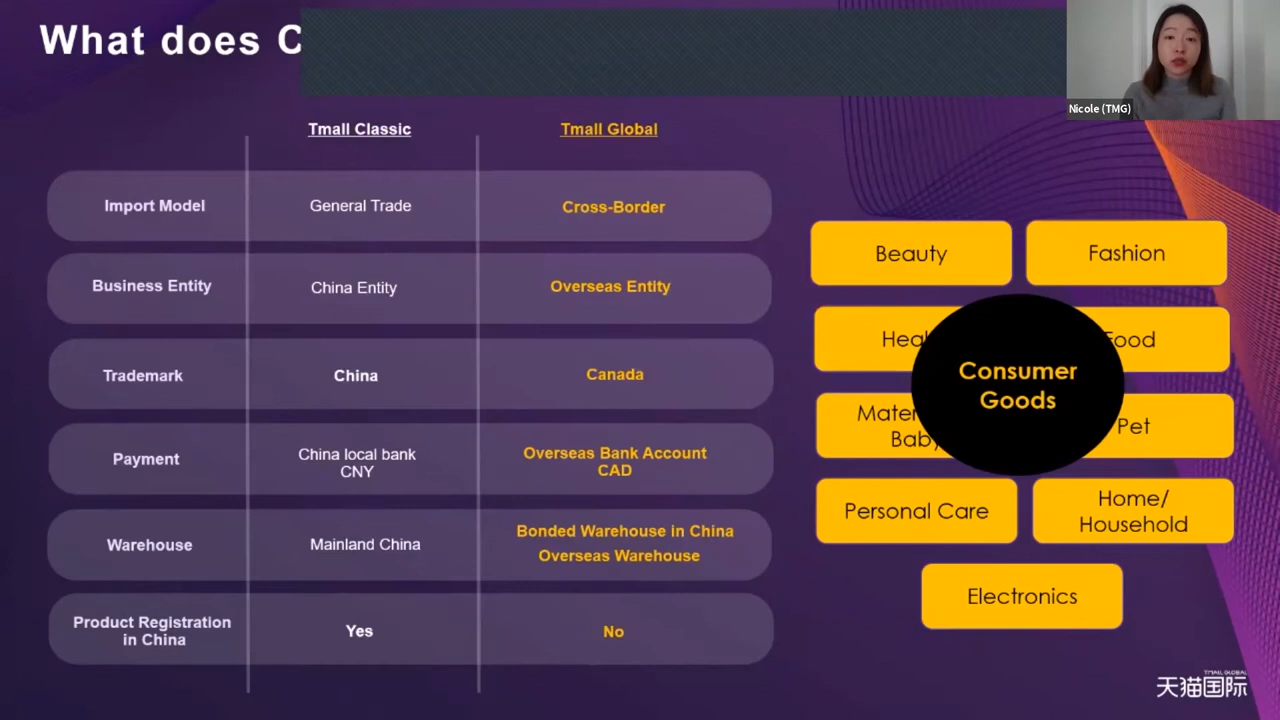 What does C
Nicole (TMG)
Tmall Classic
Tmall Global
Import Model
General Trade
Cross-Border
Business Entity
China Entity
Overseas Entity
Trademark
China
Canada
Payment
China local bank
CNY
Overseas Bank Account
CAD
Warehouse
Mainland China
Bonded Warehouse in China
Overseas Warehouse
Product Registration
in China
Yes
No
Beauty
Fashion
Consumer
Goods
Pet
Personal Care
Home/
Household
Electronics
TMALL GLOBAL
天猫国际